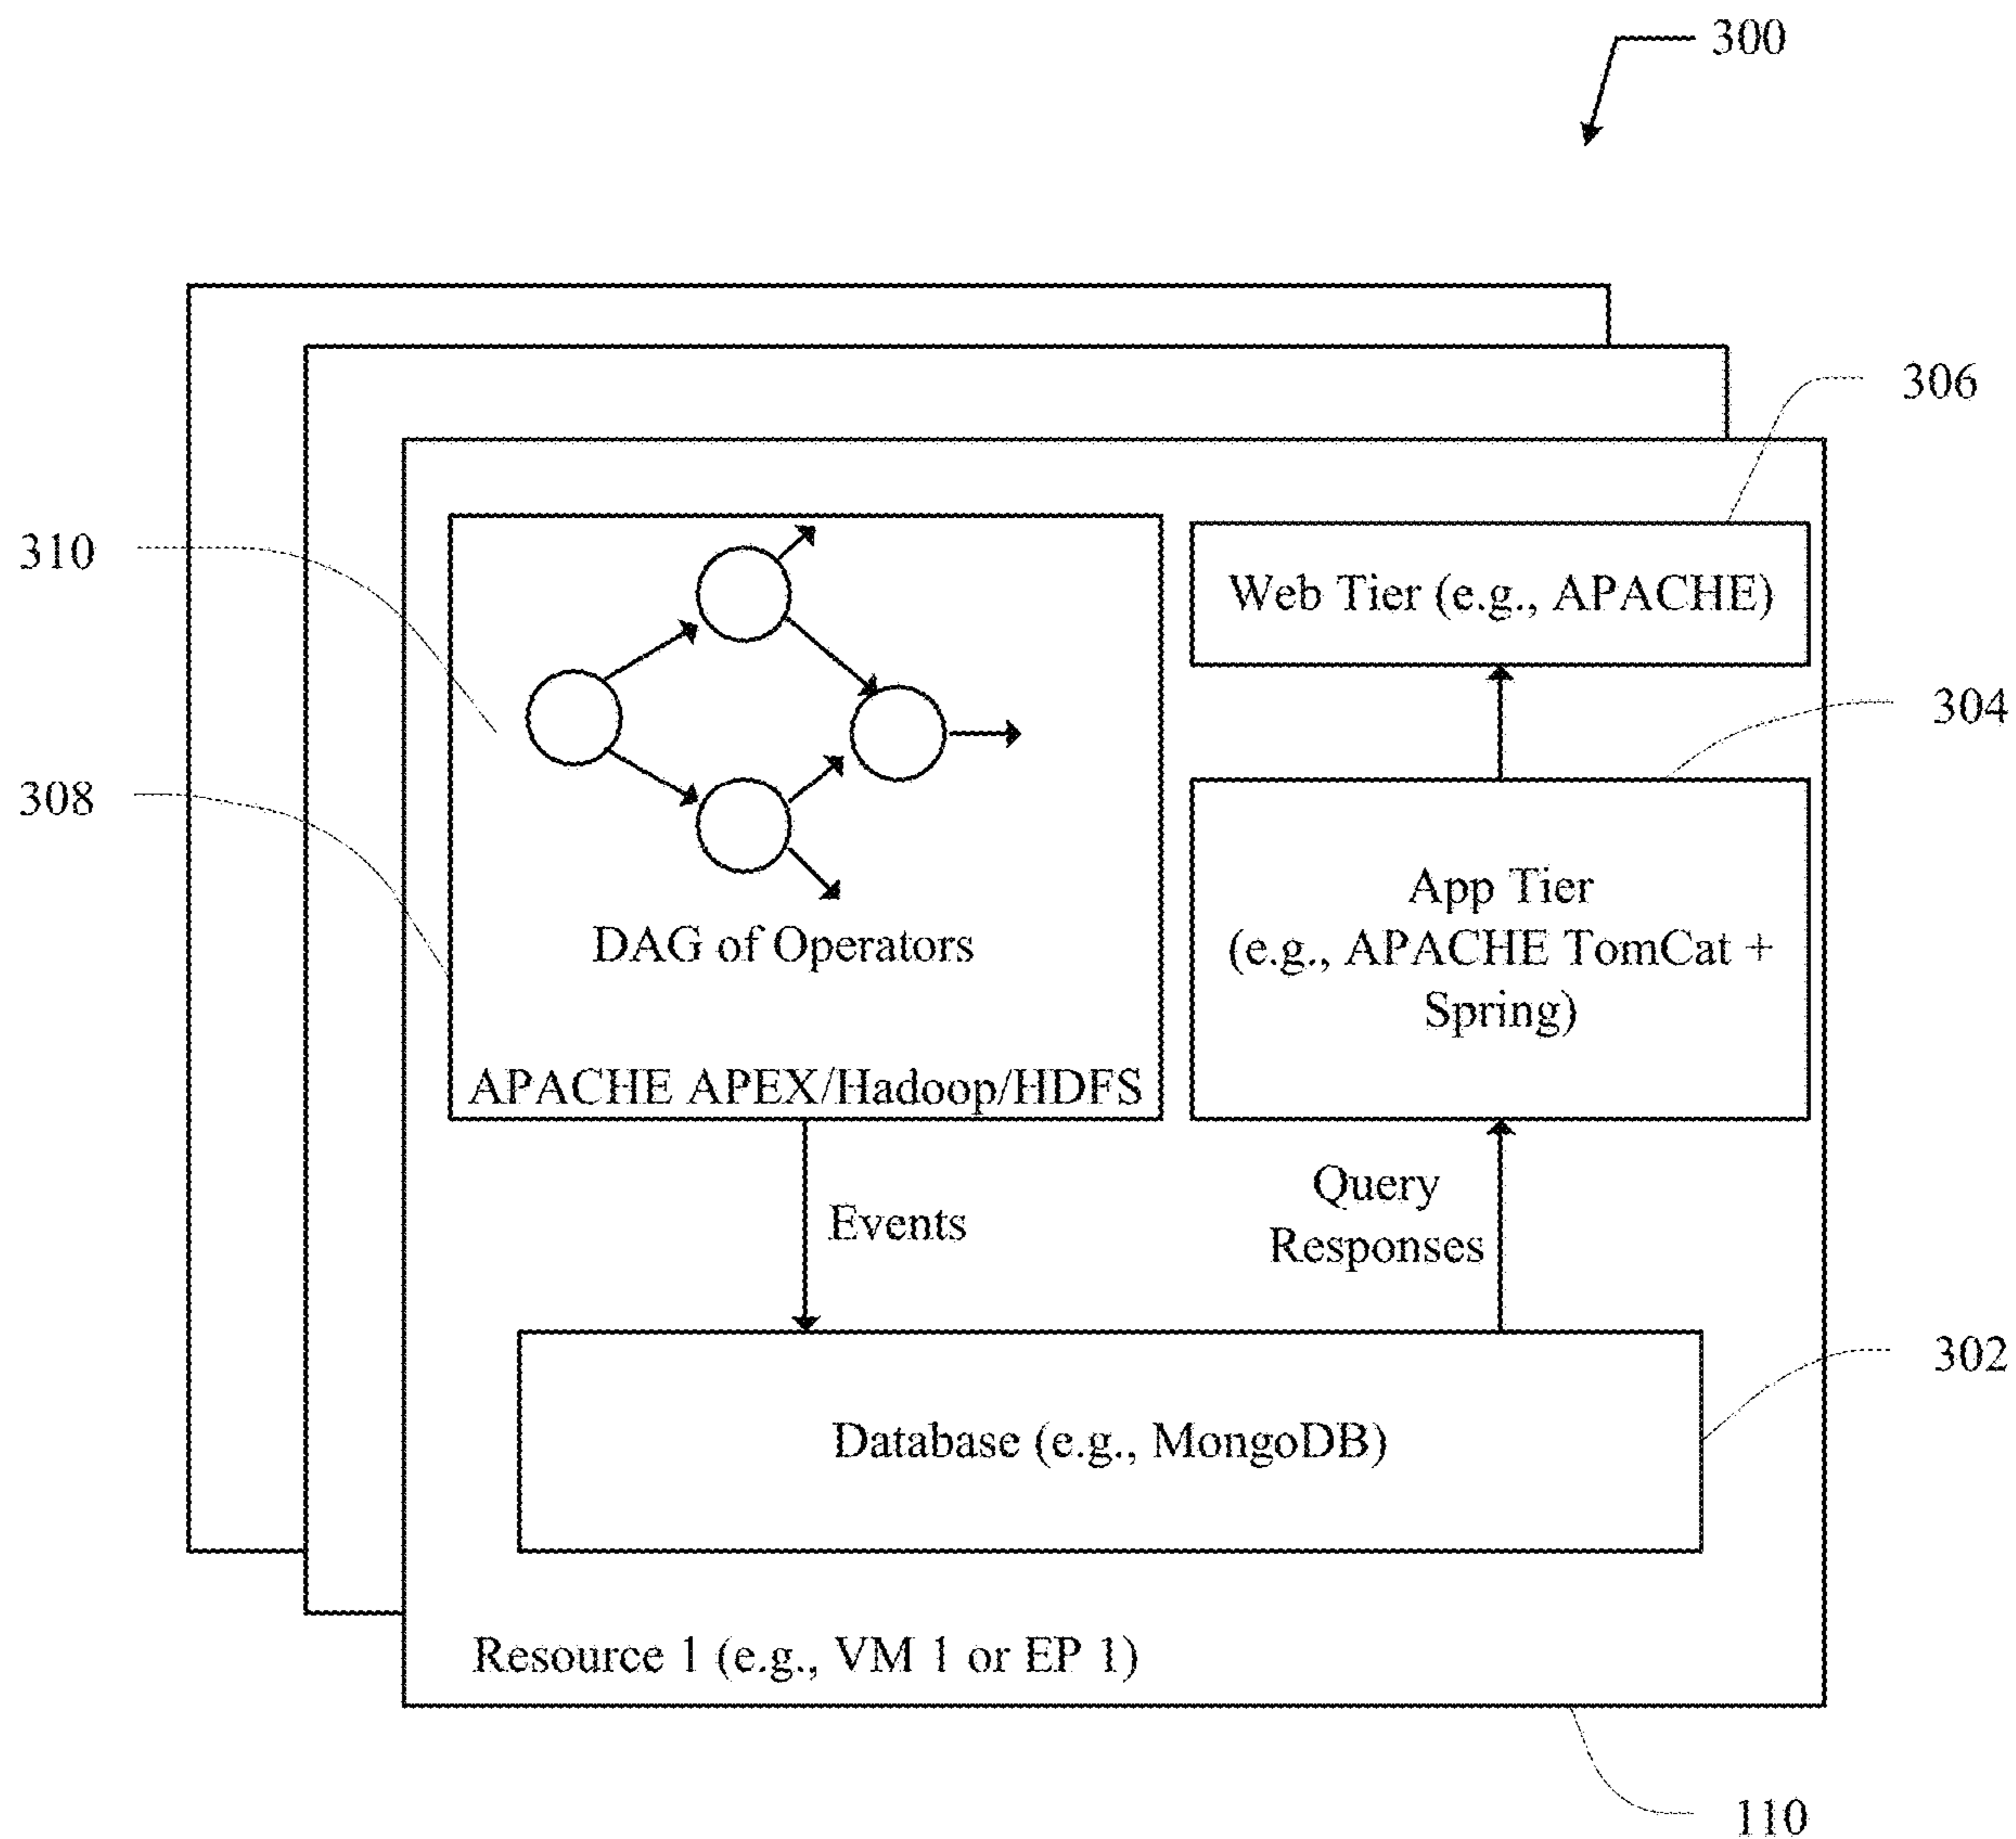 300
306
310
Web Tier (e.g., APACHE)
304
308
App Tier
(e.g., APACHE TomCat +
Spring)
DAG of Operators
APACHE APEX/Hadoop/HDFS
Query
Responses
Events
302
Database (e.g., MongoDB)
Resource 1 (e.g., VM 1 or EP 1)
110